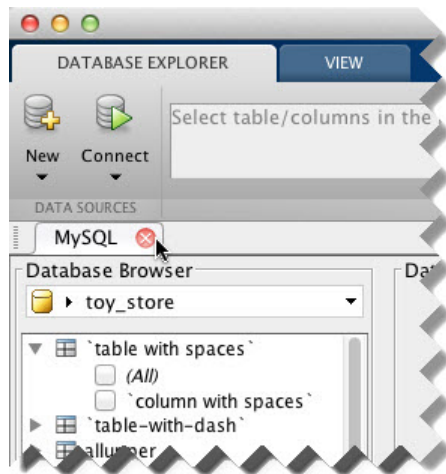 DATABASE EXPLORER VIEW
Select table/columns in the
New Connect
DATA SOURCES
MySQL
Database Browser
toy_store
`table with spaces`
(All)
`column with spaces`
`table-with-dash`